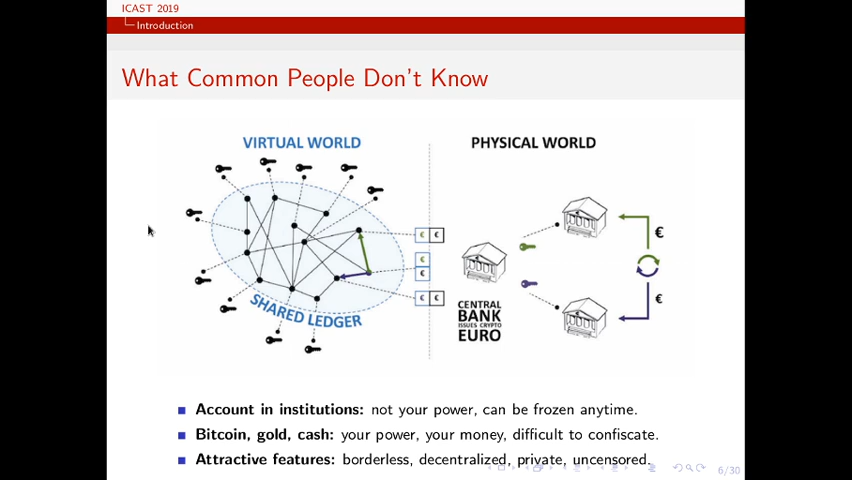 ICAST 2019
Introduction
What Common People Don't Know
VIRTUAL WORLD
PHYSICAL WORLD
€
€ €
€
€
€ €
€
SHARED LEDGER
CENTRAL
BANK
ISSUES CRYPTO
EURO
Account in institutions: not your power, can be frozen anytime.
Bitcoin, gold, cash: your power, your money, difficult to confiscate.
Attractive features: borderless, decentralized, private, uncensored.
6/30